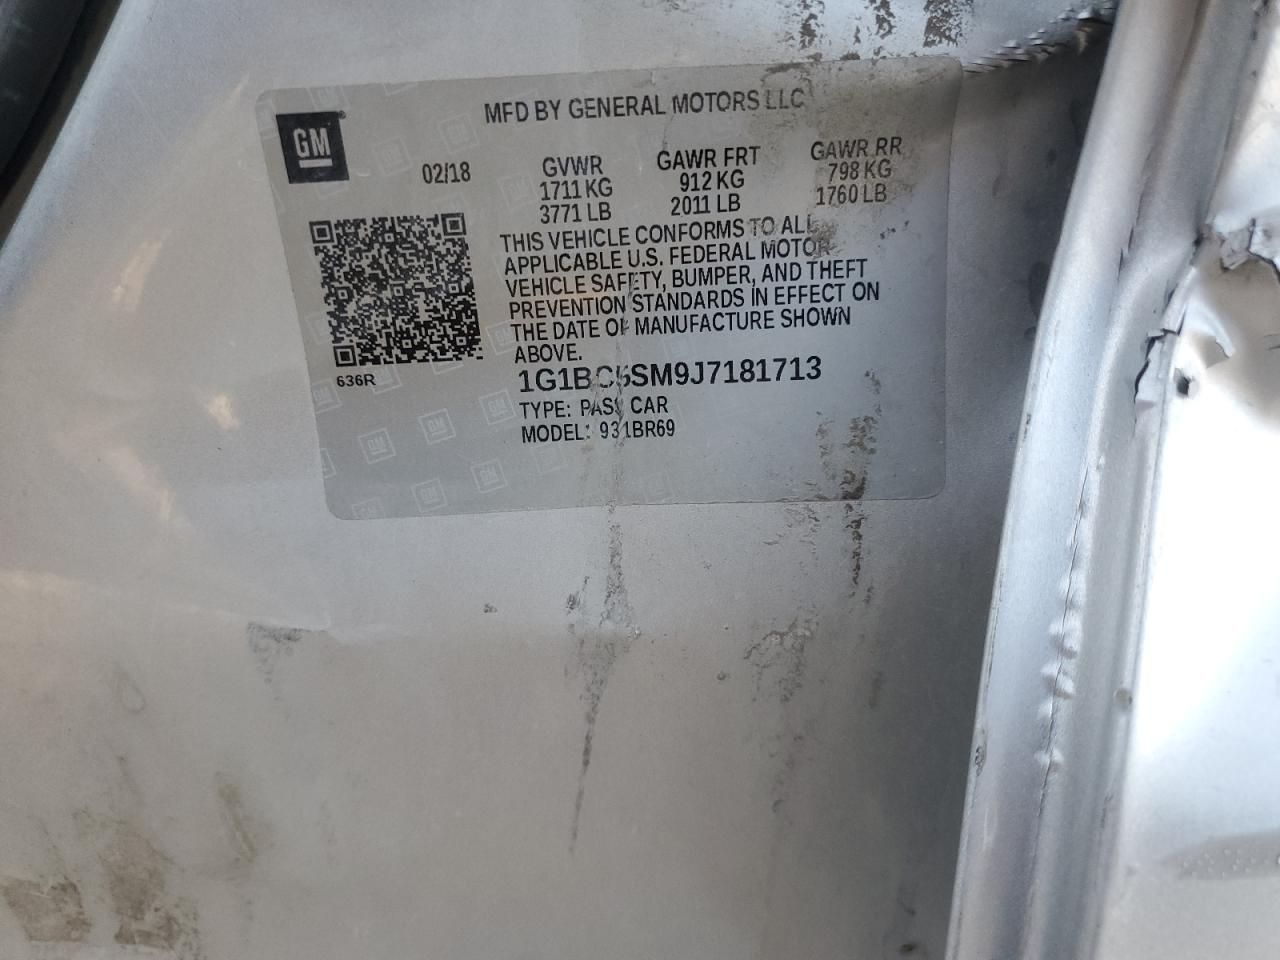 MFD BY GENERAL MOTORS LLC
GM
02/18
GVWR
1711 KG
3771 LB
GAWR FRT
912 KG
2011 LB
GAWR RR
798 KG
1760 LB
THIS VEHICLE CONFORMS TO ALL
APPLICABLE U.S. FEDERAL MOTOR
VEHICLE SAFETY, BUMPER, AND THEFT
PREVENTION STANDARDS IN EFFECT ON
THE DATE OF MANUFACTURE SHOWN
ABOVE.
636R
1G1BC5SM9J7181713
TYPE: PASS CAR
MODEL: 931BR69